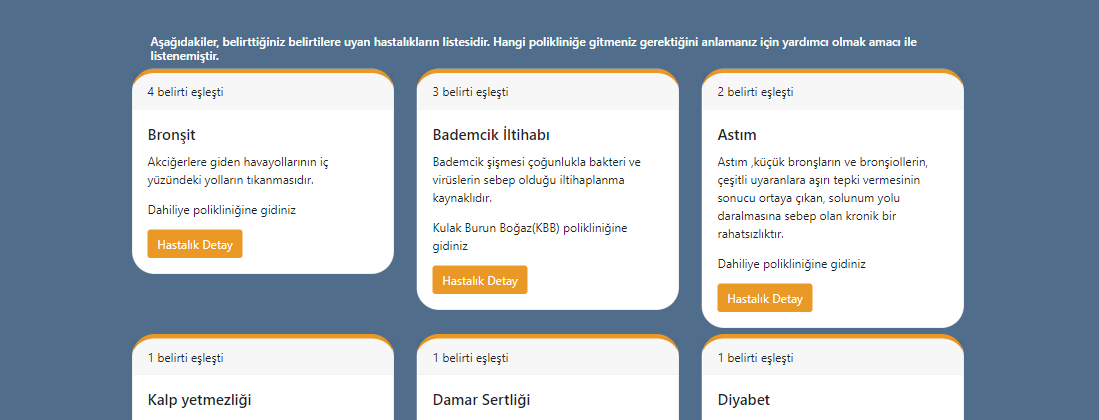 Aşağıdakiler, belirttiğiniz belirtilere uyan hastalıkların listesidir. Hangi polikliniğe gitmeniz gerektiğini anlamanız için yardımcı olmak amacı ile
listenemiştir.
4 belirti eşleşti
Bronşit
Akciğerlere giden havayollarının iç
yüzündeki yolların tıkanmasıdır.
Dahiliye polikliniğine gidiniz
Hastalık Detay
3 belirti eşleşti
Bademcik İltihabı
Bademcik şişmesi çoğunlukla bakteri ve
virüslerin sebep olduğu iltihaplanma
kaynaklıdır.
Kulak Burun Boğaz(KBB) polikliniğine
gidiniz
Hastalık Detay
2 belirti eşleşti
Astım
Astım ,küçük bronşların ve bronşiollerin,
çeşitli uyaranlara aşırı tepki vermesinin
sonucu ortaya çıkan, solunum yolu
daralmasına sebep olan kronik bir
rahatsızlıktır.
Dahiliye polikliniğine gidiniz
Hastalık Detay
1 belirti eşleşti
Kalp yetmezliği
1 belirti eşleşti
Damar Sertliği
1 belirti eşleşti
Diyabet